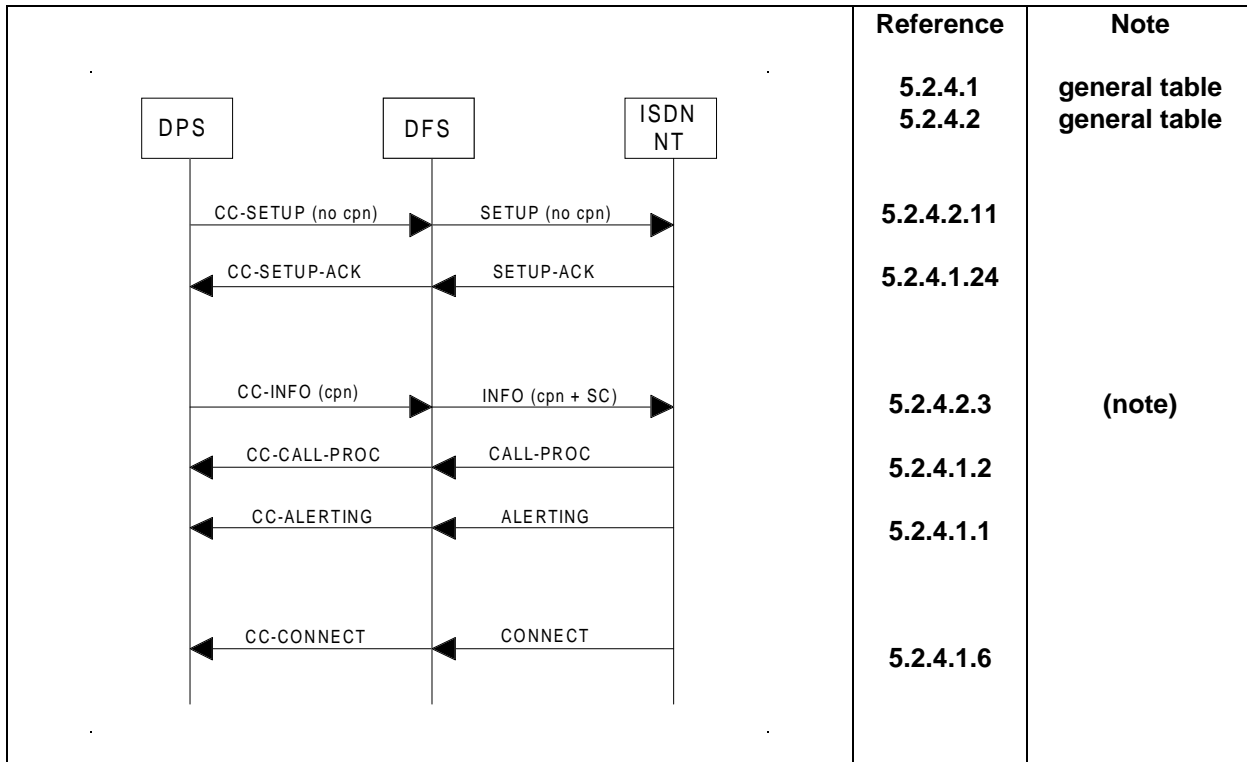 Reference Note
5.2.4.1 general table
5.2.4.2 general table
DPS DFS ISDN
NT
CC-SETUP (no cpn) SETUP (no cpn) 5.2.4.2.11
CC-SETUP-ACK SETUP-ACK 5.2.4.1.24
CC-INFO (cpn) INFO (cpn + SC) 5.2.4.2.3 (note)
CC-CALL-PROC CALL-PROC 5.2.4.1.2
CC-ALERTING ALERTING 5.2.4.1.1
CC-CONNECT CONNECT 5.2.4.1.6